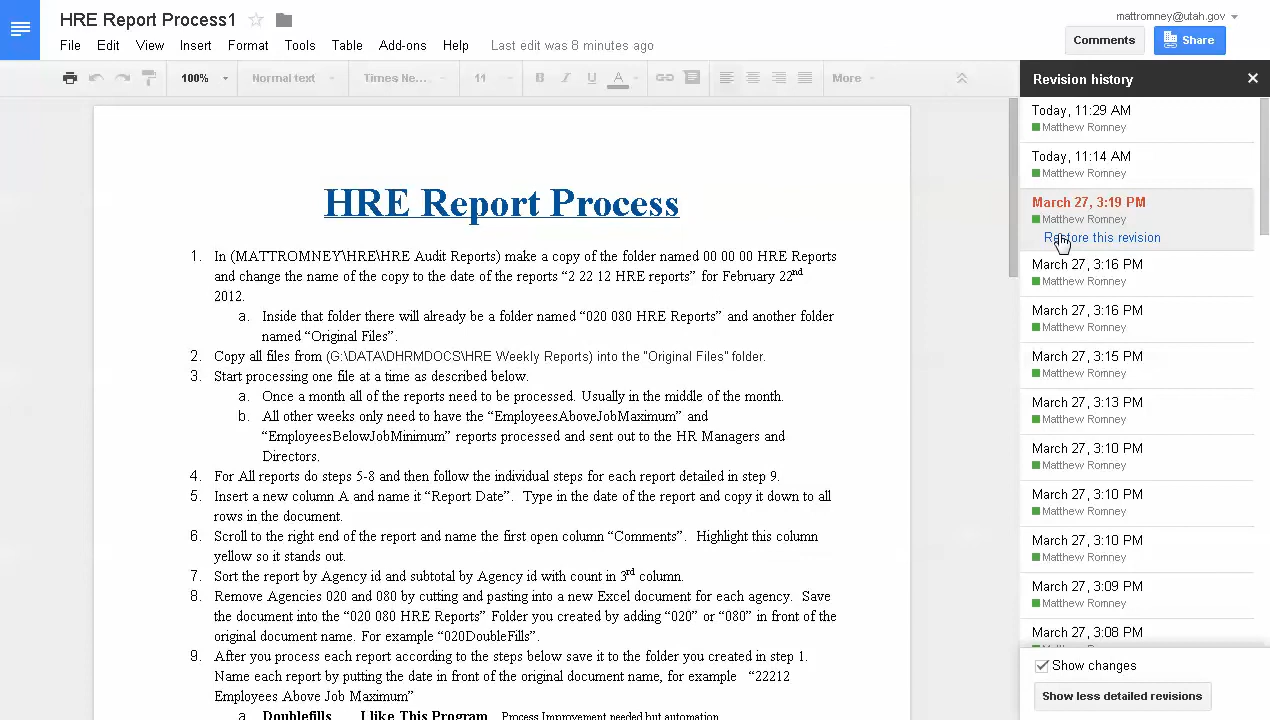 HRE Report Process1
mattromney@utah.gov
File Edit View Insert Format Tools Table Add-ons Help Last edit was 8 minutes ago
Comments Share
100% Normal text Times Ne... 11 B I U A More
Revision history
HRE Report Process
1. In (MATTROMNEY\HRE\HRE Audit Reports) make a copy of the folder named 00 00 00 HRE Reports
and change the name of the copy to the date of the reports “2 22 12 HRE reports” for February 22nd
2012.
a. Inside that folder there will already be a folder named “020 080 HRE Reports” and another folder
named “Original Files”.
2. Copy all files from (G:\DATA\DHRMDOCS\HRE Weekly Reports) into the "Original Files" folder.
3. Start processing one file at a time as described below.
a. Once a month all of the reports need to be processed. Usually in the middle of the month.
b. All other weeks only need to have the “EmployeesAboveJobMaximum” and
“EmployeesBelowJobMinimum” reports processed and sent out to the HR Managers and
Directors.
4. For All reports do steps 5-8 and then follow the individual steps for each report detailed in step 9.
5. Insert a new column A and name it “Report Date”. Type in the date of the report and copy it down to all
rows in the document.
6. Scroll to the right end of the report and name the first open column “Comments”. Highlight this column
yellow so it stands out.
7. Sort the report by Agency id and subtotal by Agency id with count in 3rd column.
8. Remove Agencies 020 and 080 by cutting and pasting into a new Excel document for each agency. Save
the document into the “020 080 HRE Reports” Folder you created by adding “020” or “080” in front of the
original document name. For example “020DoubleFills”.
9. After you process each report according to the steps below save it to the folder you created in step 1.
Name each report by putting the date in front of the original document name, for example “22212
Employees Above Job Maximum”
a. Doublefills I like This Program Process Improvement needed but automation
Today, 11:29 AM
Matthew Romney
Today, 11:14 AM
Matthew Romney
March 27, 3:19 PM
Matthew Romney
Restore this revision
March 27, 3:16 PM
Matthew Romney
March 27, 3:16 PM
Matthew Romney
March 27, 3:15 PM
Matthew Romney
March 27, 3:13 PM
Matthew Romney
March 27, 3:10 PM
Matthew Romney
March 27, 3:10 PM
Matthew Romney
March 27, 3:10 PM
Matthew Romney
March 27, 3:09 PM
Matthew Romney
March 27, 3:08 PM
Show changes
Show less detailed revisions